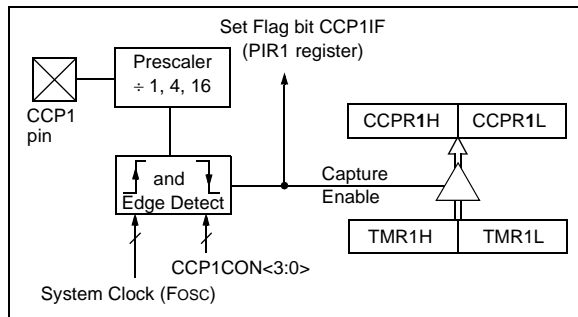 Set Flag bit CCP1IF
(PIR1 register)
Prescaler
÷ 1, 4, 16
CCP1
pin
CCPR1H
CCPR1L
and
Edge Detect
Capture
Enable
TMR1H
TMR1L
CCP1CON<3:0>
System Clock (FOSC)